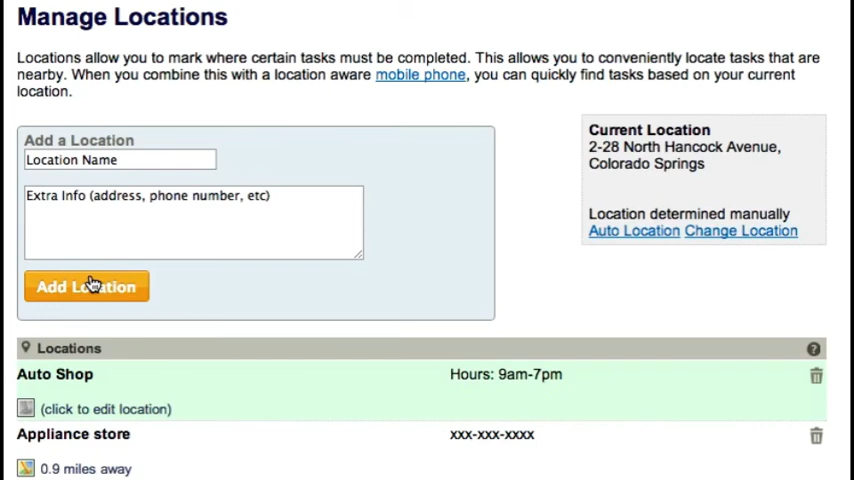 Manage Locations
Locations allow you to mark where certain tasks must be completed. This allows you to conveniently locate tasks that are
nearby. When you combine this with a location aware mobile phone, you can quickly find tasks based on your current
location.
Add a Location
Location Name
Extra Info (address, phone number, etc)
Add Location
Current Location
2-28 North Hancock Avenue,
Colorado Springs
Location determined manually
Auto Location Change Location
Locations ?
Auto Shop Hours: 9am-7pm
(click to edit location)
Appliance store xxx-xxx-xxxx
0.9 miles away